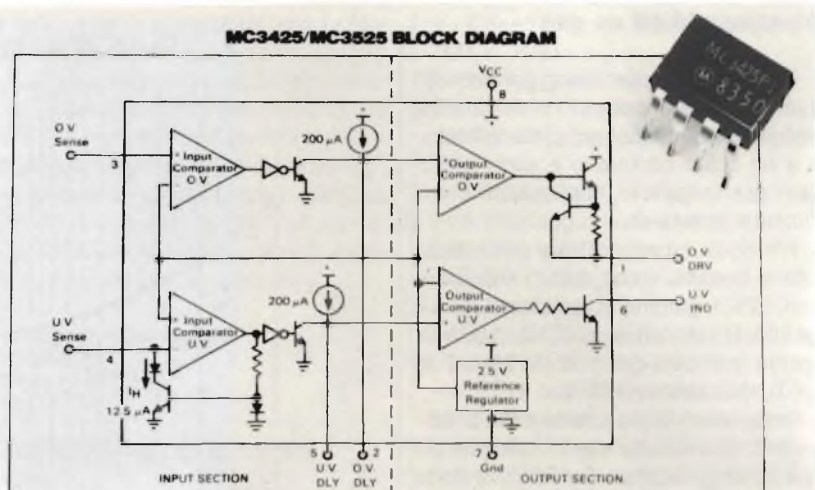 MC3425/MC3525 BLOCK DIAGRAM
VCC
8
MC3425P1
8350
O V
Sense
3
+ Input
Comparator
O V
200 µA
+ Output
Comparator
O V
1
O V
DRV
Input
Comparator
U V
200 µA
Output
Comparator
U V
6
U V
IND
U V
Sense
4
IH
12.5 µA
2.5 V
Reference
Regulator
5
2
7
U V
DLY
O V
DLY
Gnd
INPUT SECTION
OUTPUT SECTION